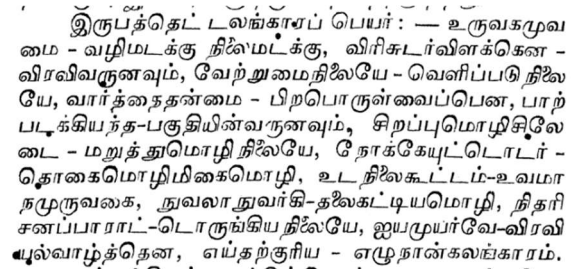 இருபத்தெட் டலங்காரப் பெயர் : — உருவகமுவ
மை - வழிமடக்கு நிலைமடக்கு, விரிசுடர்விளக்கென -
விரவிவருனவும், வேற்றுமைநிலையே - வெளிப்படு நிலை
யே, வார்த்தைதன்மை - பிறபொருள்வைப்பென, பாற்
படக்கியந்த-பகுதியின்வருனவும், சிறப்புமொழிசிலே
டை - மறுத்துமொழி நிலையே, நோக்கேயுட்டொடர் -
தொகைமொழிமிகைமொழி, உடநிலைகூட்டம்-உவமா
நமுருவகை, நுவலாநுவர்கி-தலைகட்டியமொழி, நிதரி
சனப்பாராட்-டொருங்கிய நிலையே, ஐயமுயர்வே-விரவி
யுல்வாழ்த்தென, எய்தற்குரிய - எழுநான்கலங்காரம்.